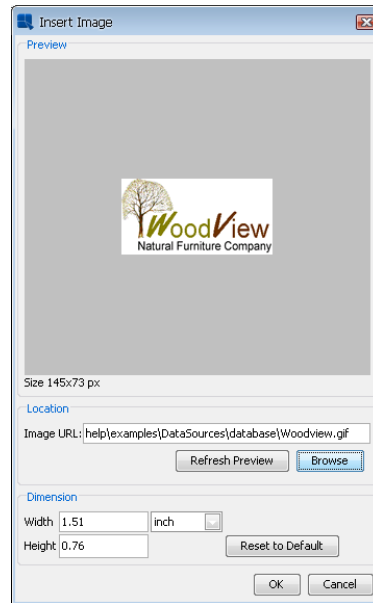 Insert Image
Preview
WoodView
Natural Furniture Company
Size 145x73 px
Location
Image URL: help\examples\DataSources\database\Woodview.gif
Refresh Preview Browse
Dimension
Width 1.51 inch
Height 0.76 Reset to Default
OK Cancel